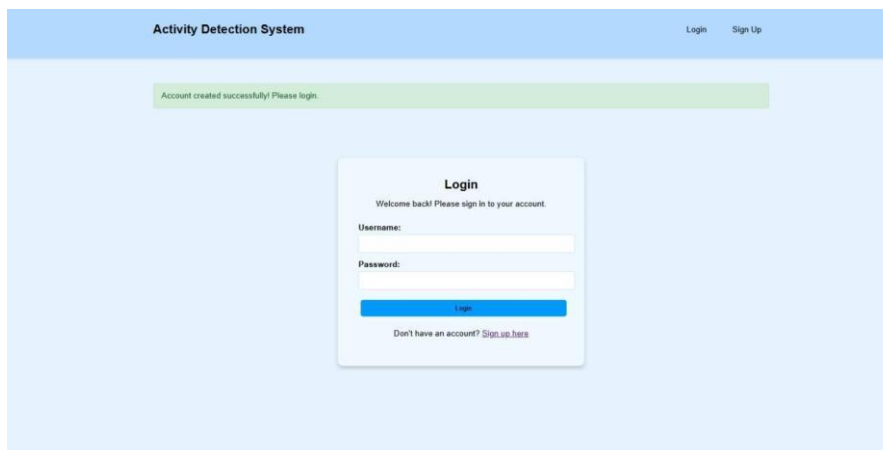 Activity Detection System
Login
Sign Up
Account created successfully! Please login.
Login
Welcome back! Please sign in to your account.
Username:
Password:
Login
Don't have an account? Sign up here